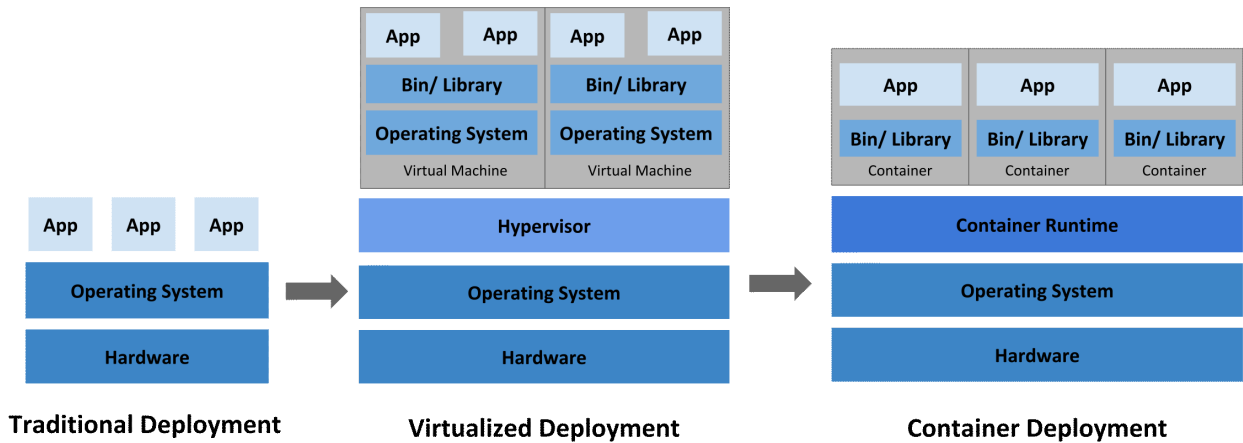 App
App
App
Operating System
Hardware
Traditional Deployment
App
App
App
App
Bin/ Library
Bin/ Library
Operating System
Operating System
Virtual Machine
Virtual Machine
Hypervisor
Operating System
Hardware
Virtualized Deployment
App
App
App
Bin/ Library
Bin/ Library
Bin/ Library
Container
Container
Container
Container Runtime
Operating System
Hardware
Container Deployment